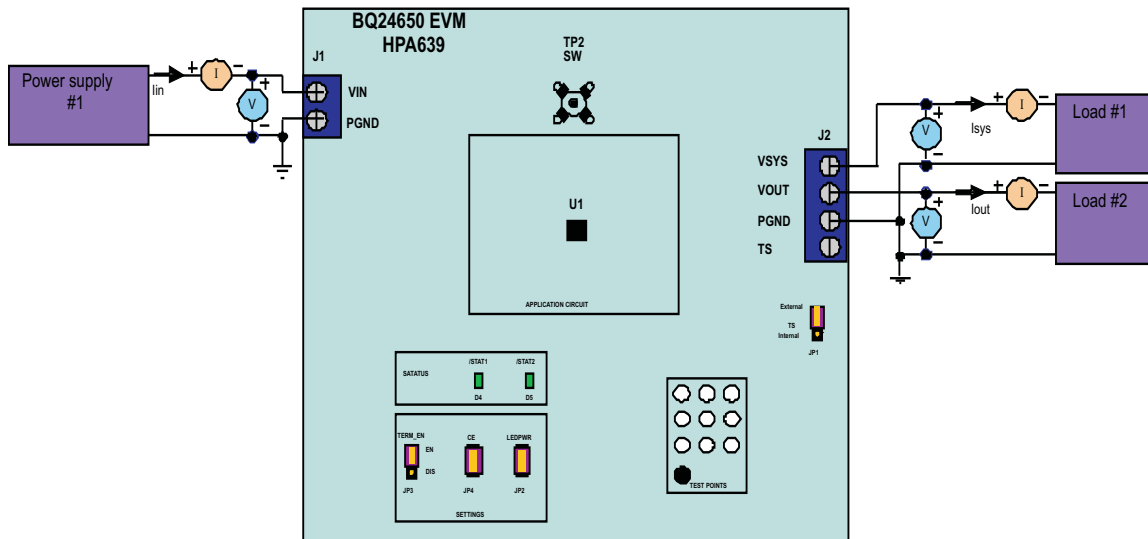 BQ24650 EVM
HPA639
J1
TP2
SW
Power supply
#1
+
I
−
Iin
+
V
−
VIN
PGND
J2
VSYS
VOUT
PGND
TS
+
I
−
Isys
+
V
−
Load #1
+
I
−
Iout
+
V
−
Load #2
U1
APPLICATION CIRCUIT
External
TS
Internal
JP1
SATATUS
/STAT1
/STAT2
D4
D5
TERM_EN
CE
LEDPWR
EN
DIS
JP3
JP4
JP2
SETTINGS
TEST POINTS